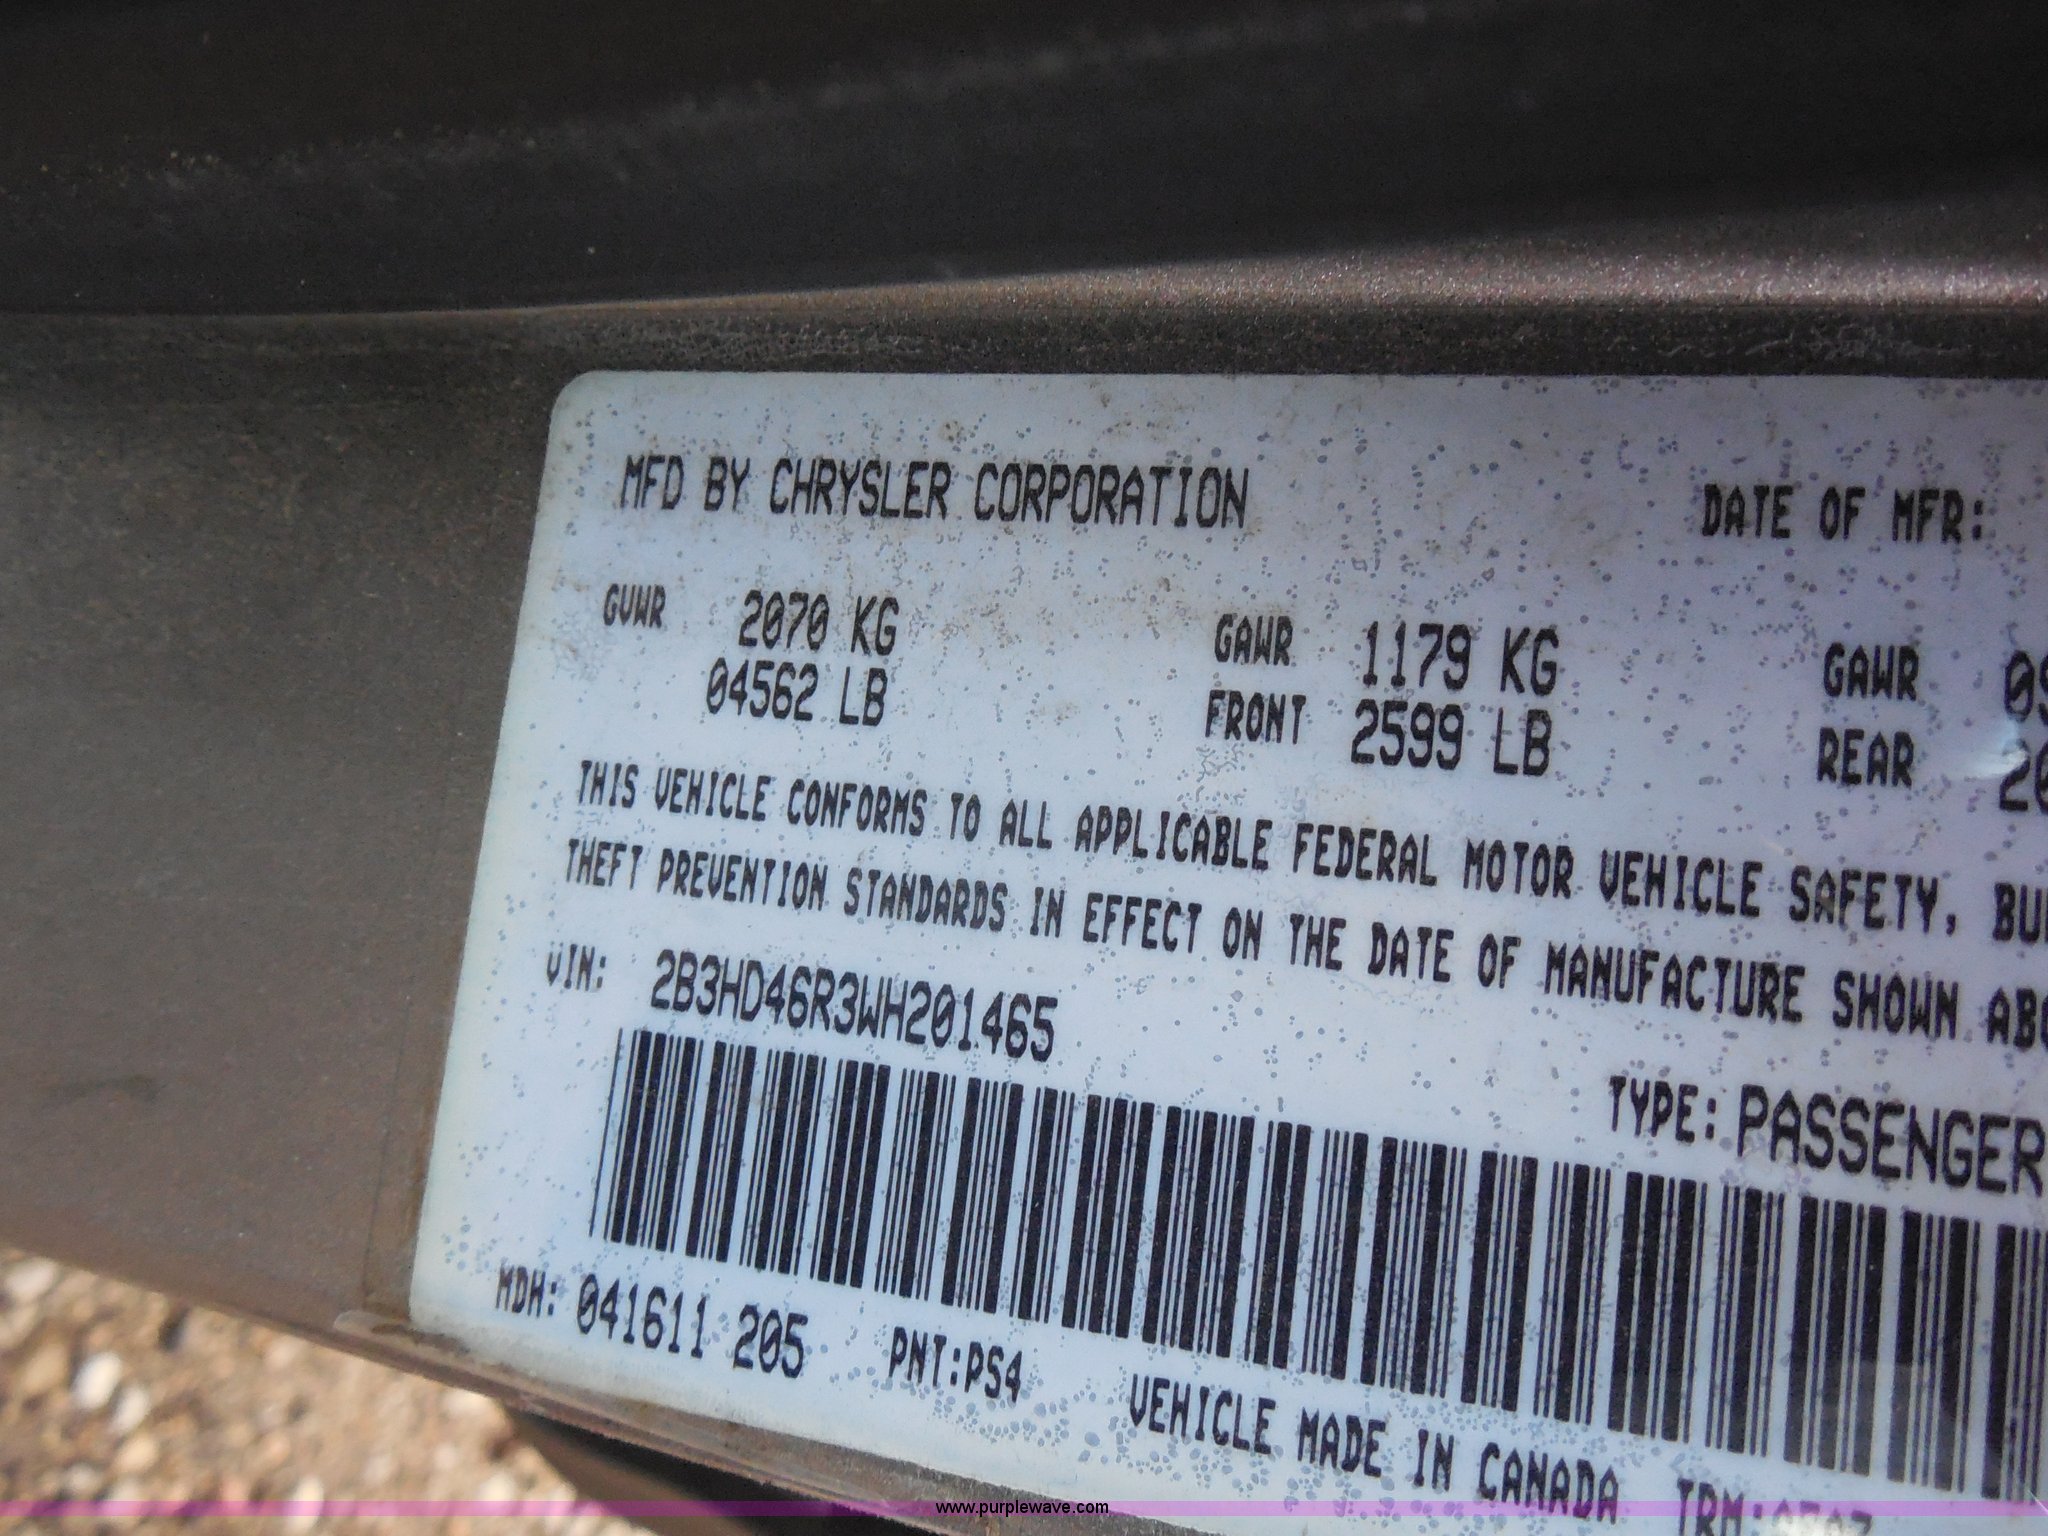 MFD BY CHRYSLER CORPORATION DATE OF MFR:
GVWR 2070 KG GAWR 1179 KG GAWR
04562 LB FRONT 2599 LB REAR
THIS VEHICLE CONFORMS TO ALL APPLICABLE FEDERAL MOTOR VEHICLE SAFETY,
THEFT PREVENTION STANDARDS IN EFFECT ON THE DATE OF MANUFACTURE SHOWN
VIN: 2B3HD46R3WH201465
TYPE: PASSENGER
MDH: 041611 205 PNT:PS4 VEHICLE MADE IN CANADA TRM:
www.purplewave.com